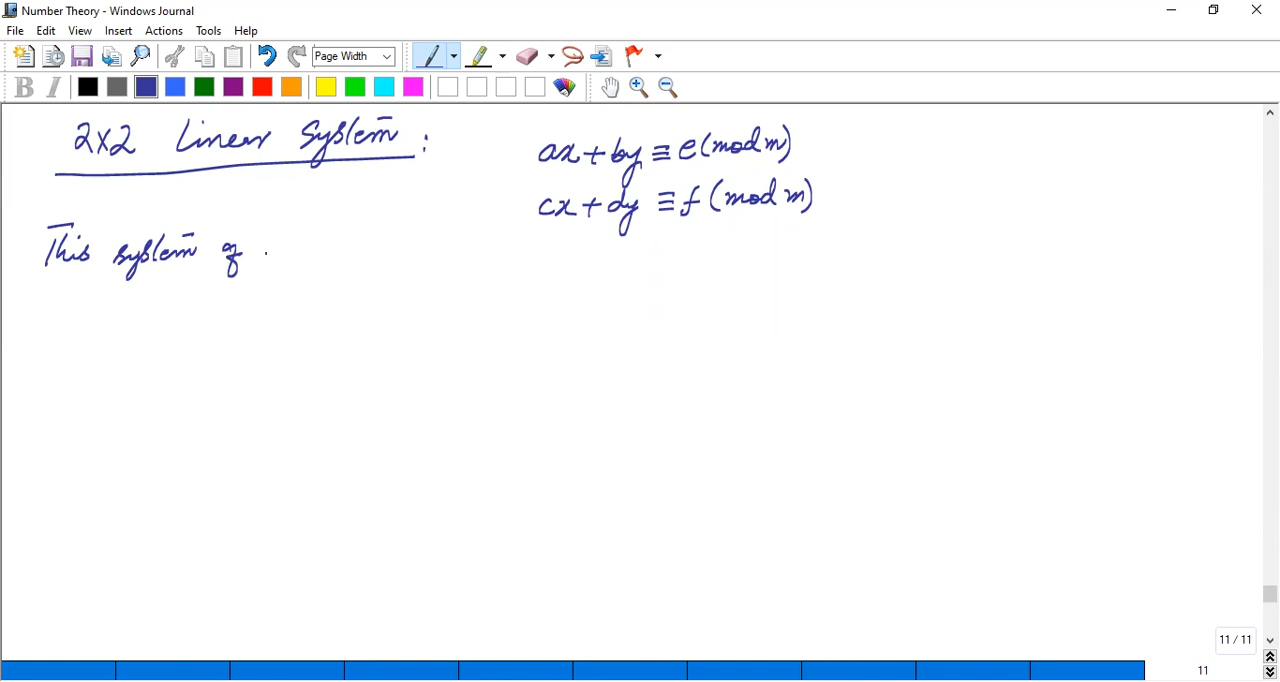 Number Theory - Windows Journal
File Edit View Insert Actions Tools Help
Page Width
B I
2x2 Linear System :
ax + by ≡ e (mod m)
cx + dy ≡ f (mod m)
This system of
11 / 11
11